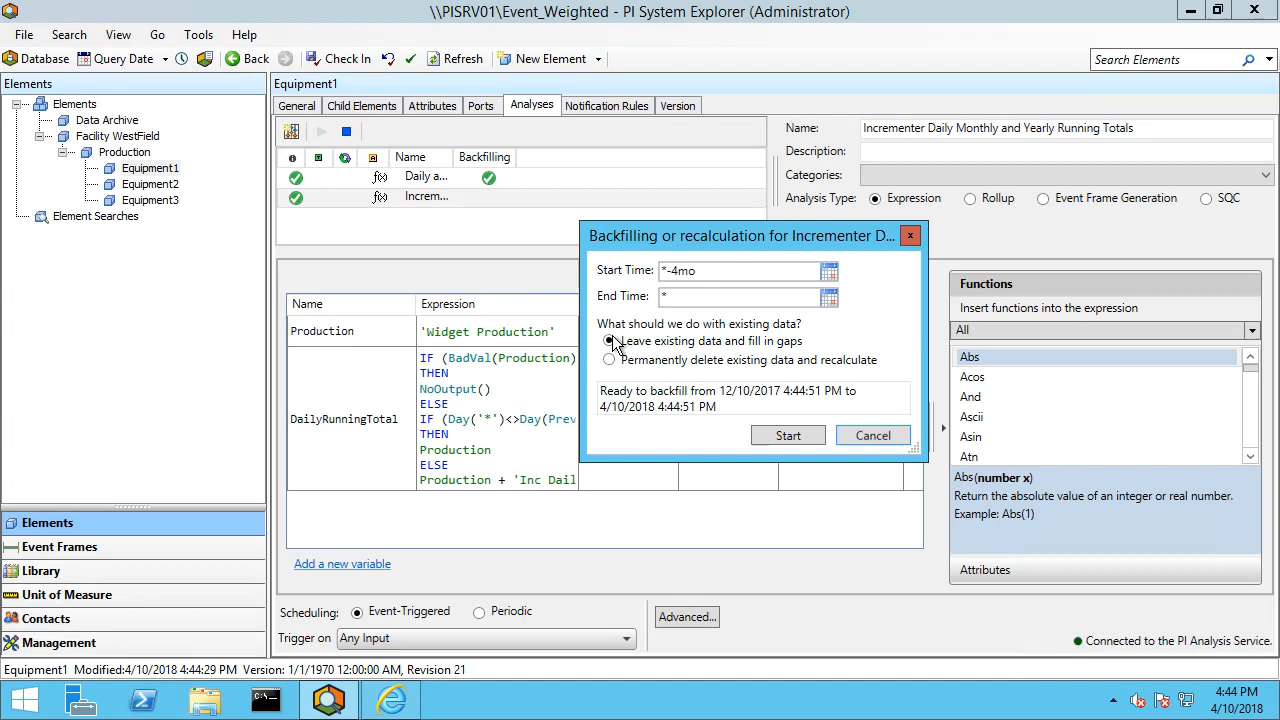 \\PISRV01\Event_Weighted - PI System Explorer (Administrator)
File Search View Go Tools Help
Database Query Date Back Check In Refresh New Element Search Elements
Elements
Elements
Data Archive
Facility WestField
Production
Equipment1
Equipment2
Equipment3
Element Searches
Elements
Event Frames
Library
Unit of Measure
Contacts
Management
Equipment1
General Child Elements Attributes Ports Analyses Notification Rules Version
Name Backfilling
f(x) Daily a...
f(x) Increm...
Name: Incrementer Daily Monthly and Yearly Running Totals
Description:
Categories:
Analysis Type: Expression Rollup Event Frame Generation SQC
Name Expression
Production 'Widget Production'
DailyRunningTotal
IF (BadVal(Production)
THEN
NoOutput()
ELSE
IF (Day('*')<>Day(Prev
THEN
Production
ELSE
Production + 'Inc Dail
Add a new variable
Backfilling or recalculation for Incrementer D... x
Start Time: *-4mo
End Time: *
What should we do with existing data?
Leave existing data and fill in gaps
Permanently delete existing data and recalculate
Ready to backfill from 12/10/2017 4:44:51 PM to
4/10/2018 4:44:51 PM
Start Cancel
Functions
Insert functions into the expression
All
Abs
Acos
And
Ascii
Asin
Atn
Abs(number x)
Return the absolute value of an integer or real number.
Example: Abs(1)
Attributes
Scheduling: Event-Triggered Periodic
Advanced...
Trigger on Any Input
Connected to the PI Analysis Service.
Equipment1 Modified:4/10/2018 4:44:29 PM Version: 1/1/1970 12:00:00 AM, Revision 21
4:44 PM
4/10/2018